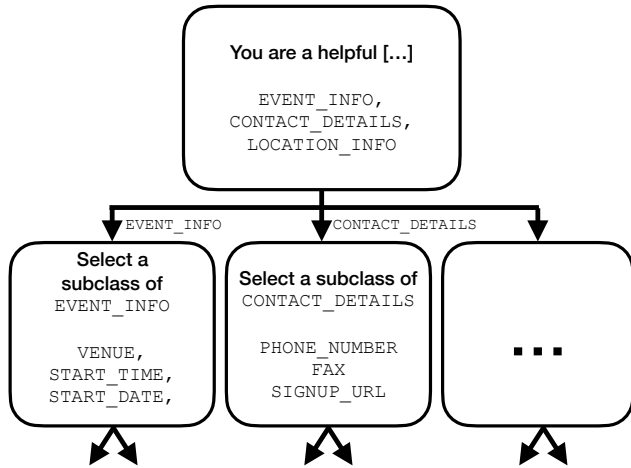 You are a helpful [...]
EVENT_INFO,
CONTACT_DETAILS,
LOCATION_INFO
EVENT_INFO
CONTACT_DETAILS
Select a
subclass of
EVENT_INFO
VENUE,
START_TIME,
START_DATE,
Select a subclass of
CONTACT_DETAILS
PHONE_NUMBER
FAX
SIGNUP_URL
...